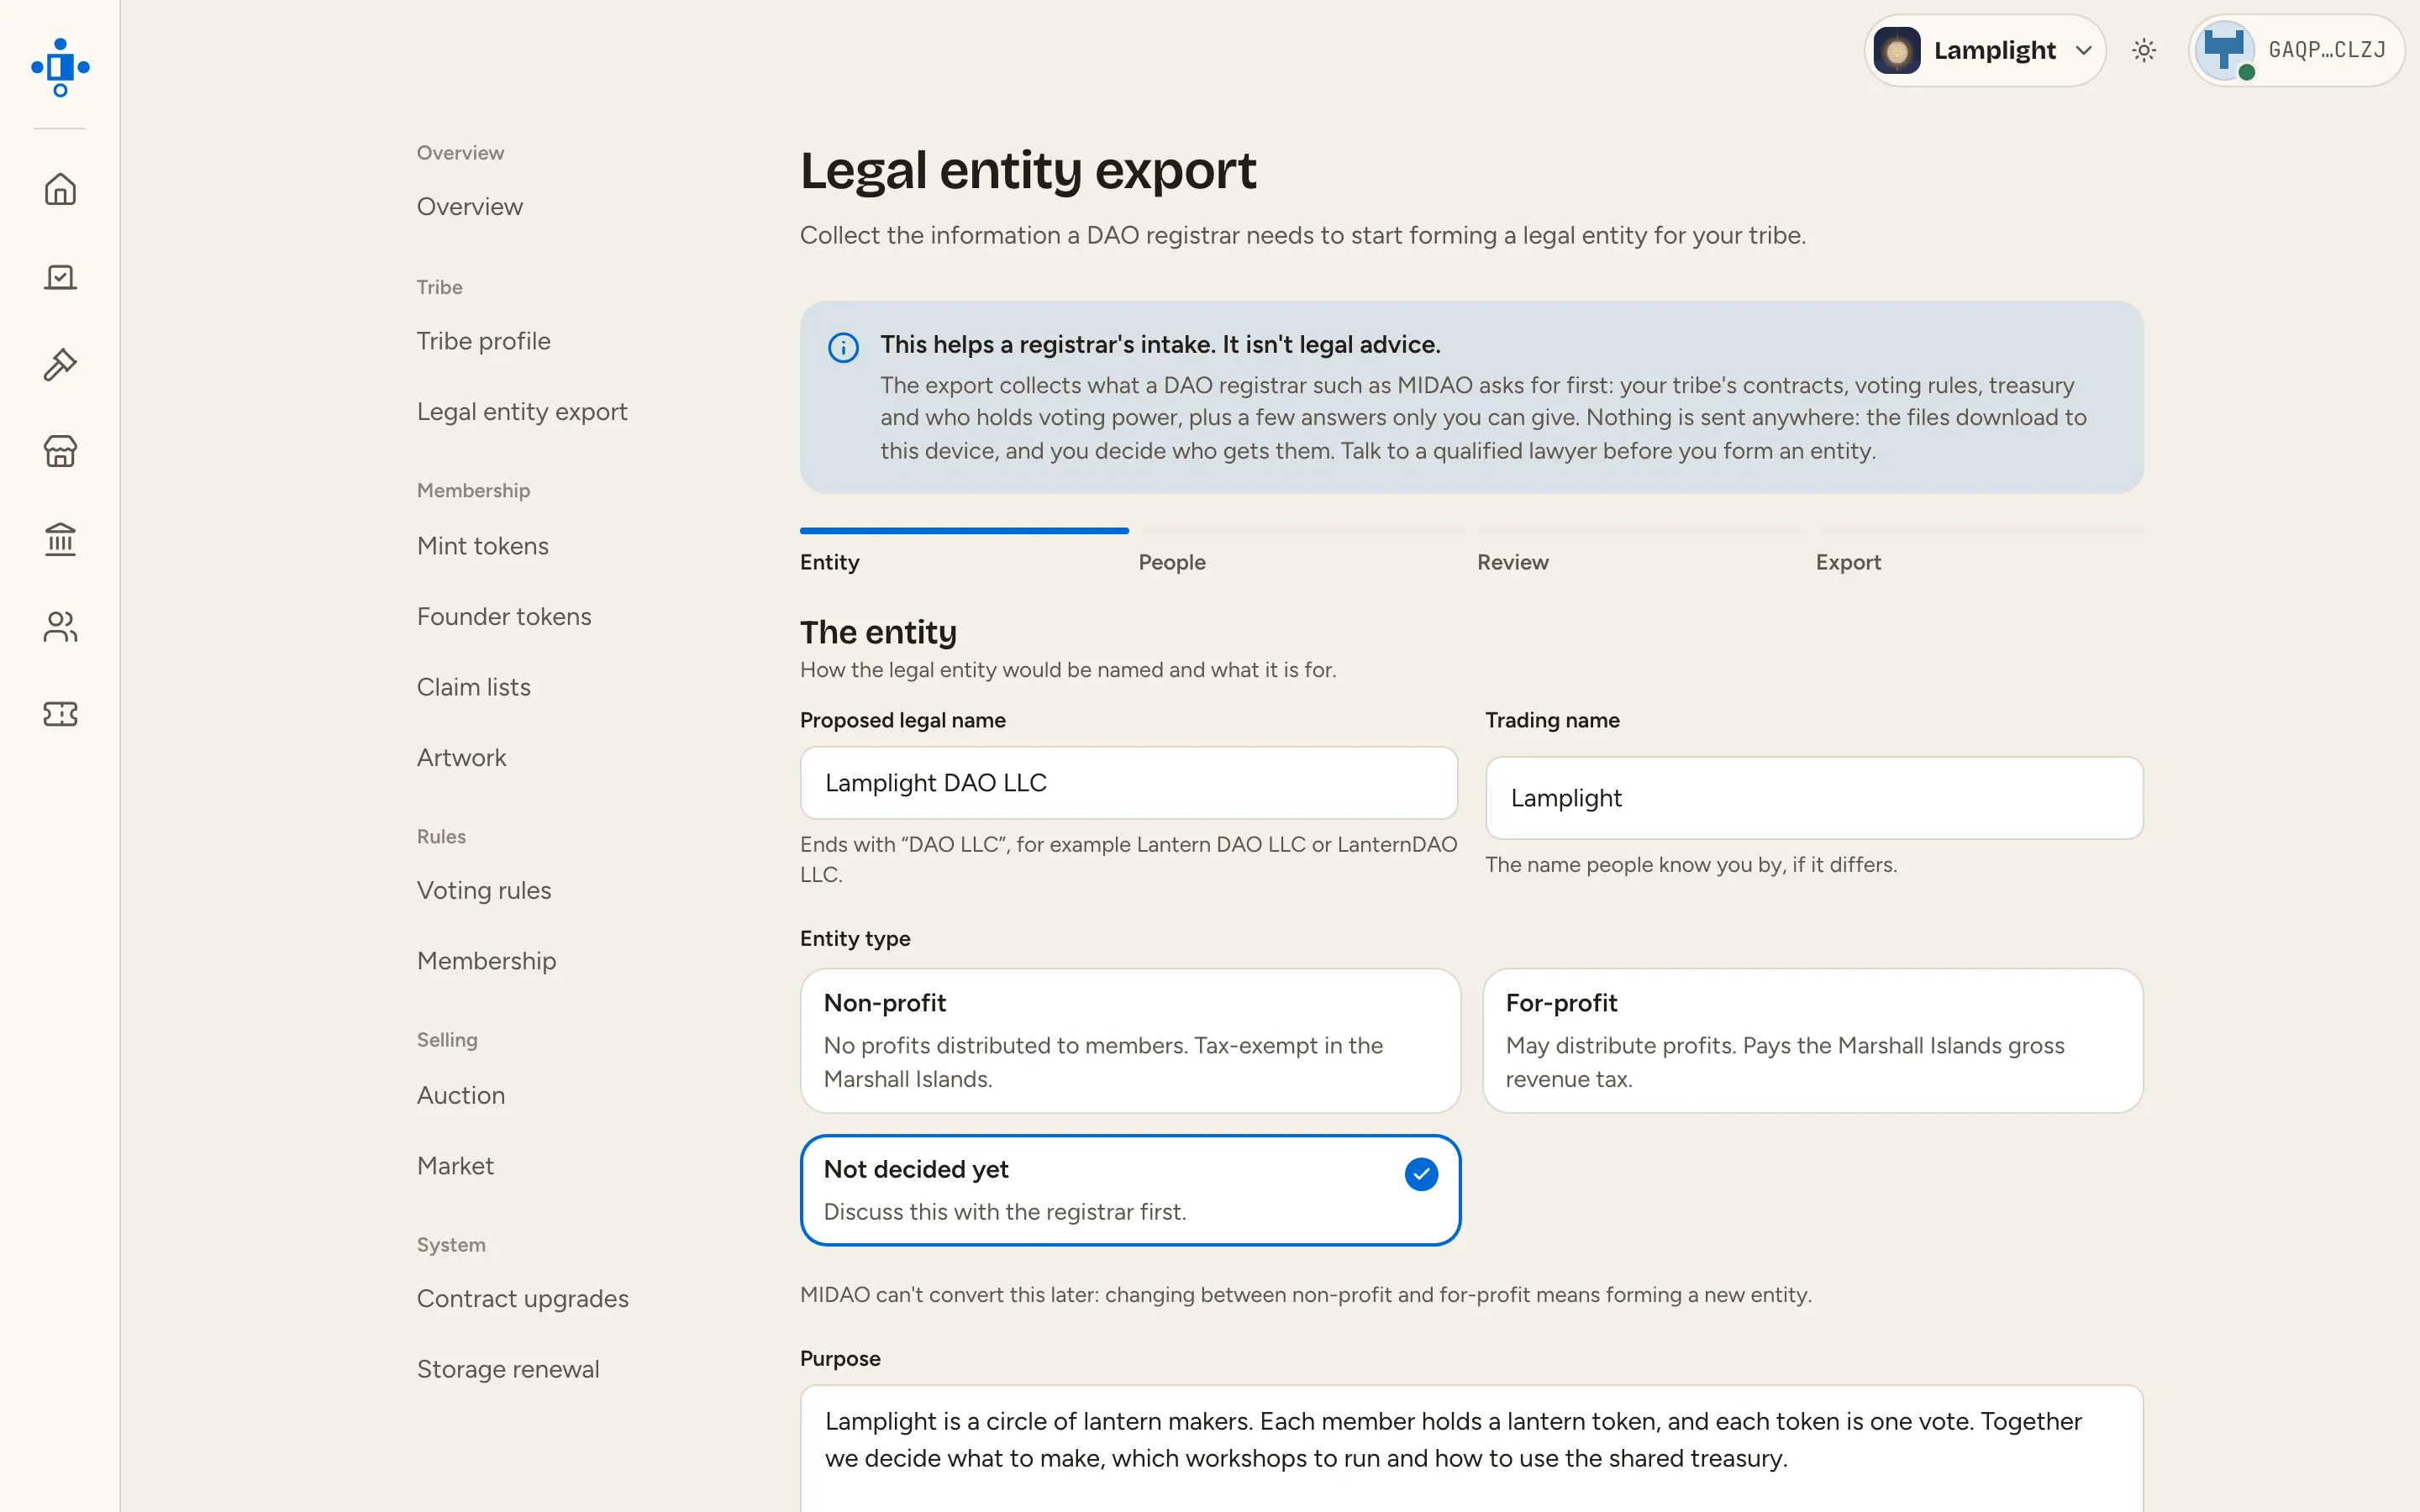 Lamplight
GAQP…CLZJ
Overview
Overview
Tribe
Tribe profile
Legal entity export
Membership
Mint tokens
Founder tokens
Claim lists
Artwork
Rules
Voting rules
Membership
Selling
Auction
Market
System
Contract upgrades
Storage renewal
Legal entity export
Collect the information a DAO registrar needs to start forming a legal entity for your tribe.
This helps a registrar's intake. It isn't legal advice.
The export collects what a DAO registrar such as MIDAO asks for first: your tribe's contracts, voting rules, treasury
and who holds voting power, plus a few answers only you can give. Nothing is sent anywhere: the files download to
this device, and you decide who gets them. Talk to a qualified lawyer before you form an entity.
Entity
People
Review
Export
The entity
How the legal entity would be named and what it is for.
Proposed legal name
Lamplight DAO LLC
Ends with “DAO LLC”, for example Lantern DAO LLC or LanternDAO
LLC.
Trading name
Lamplight
The name people know you by, if it differs.
Entity type
Non-profit
No profits distributed to members. Tax-exempt in the
Marshall Islands.
For-profit
May distribute profits. Pays the Marshall Islands gross
revenue tax.
Not decided yet
Discuss this with the registrar first.
MIDAO can't convert this later: changing between non-profit and for-profit means forming a new entity.
Purpose
Lamplight is a circle of lantern makers. Each member holds a lantern token, and each token is one vote. Together
we decide what to make, which workshops to run and how to use the shared treasury.